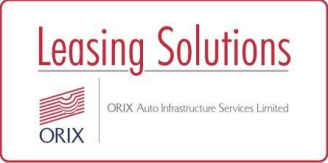 Leasing Solutions
ORIX Auto Infrastructure Services Limited
ORIX